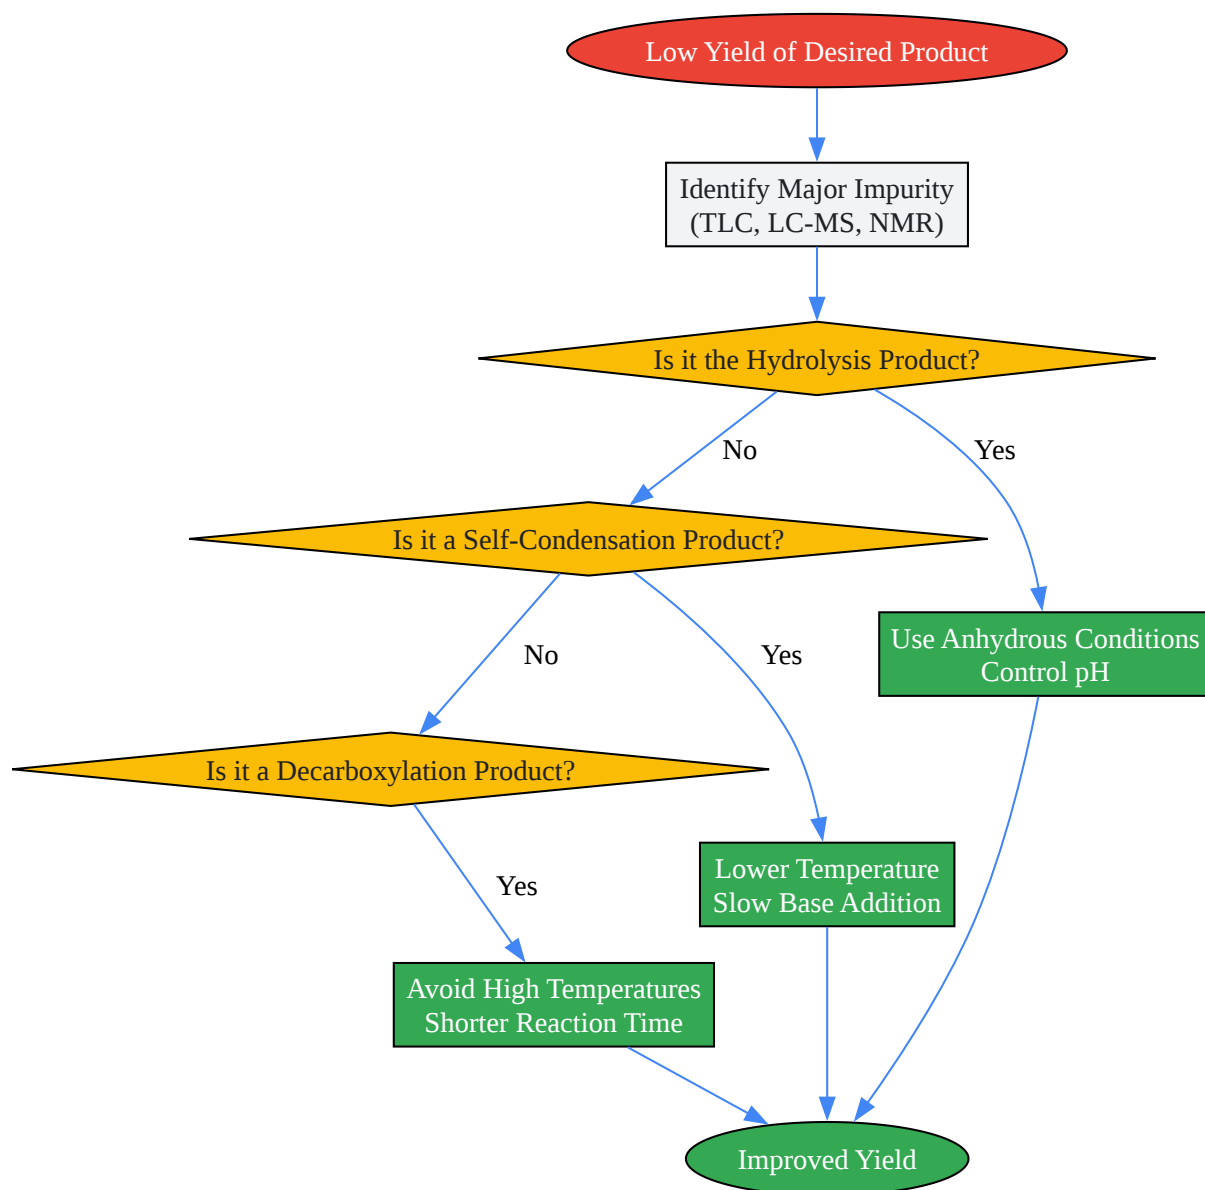 Low Yield of Desired Product
Identify Major Impurity
(TLC, LC-MS, NMR)
Is it the Hydrolysis Product?
No
Yes
Is it a Self-Condensation Product?
Use Anhydrous Conditions
Control pH
No
Yes
Is it a Decarboxylation Product?
Lower Temperature
Slow Base Addition
Yes
Avoid High Temperatures
Shorter Reaction Time
Improved Yield